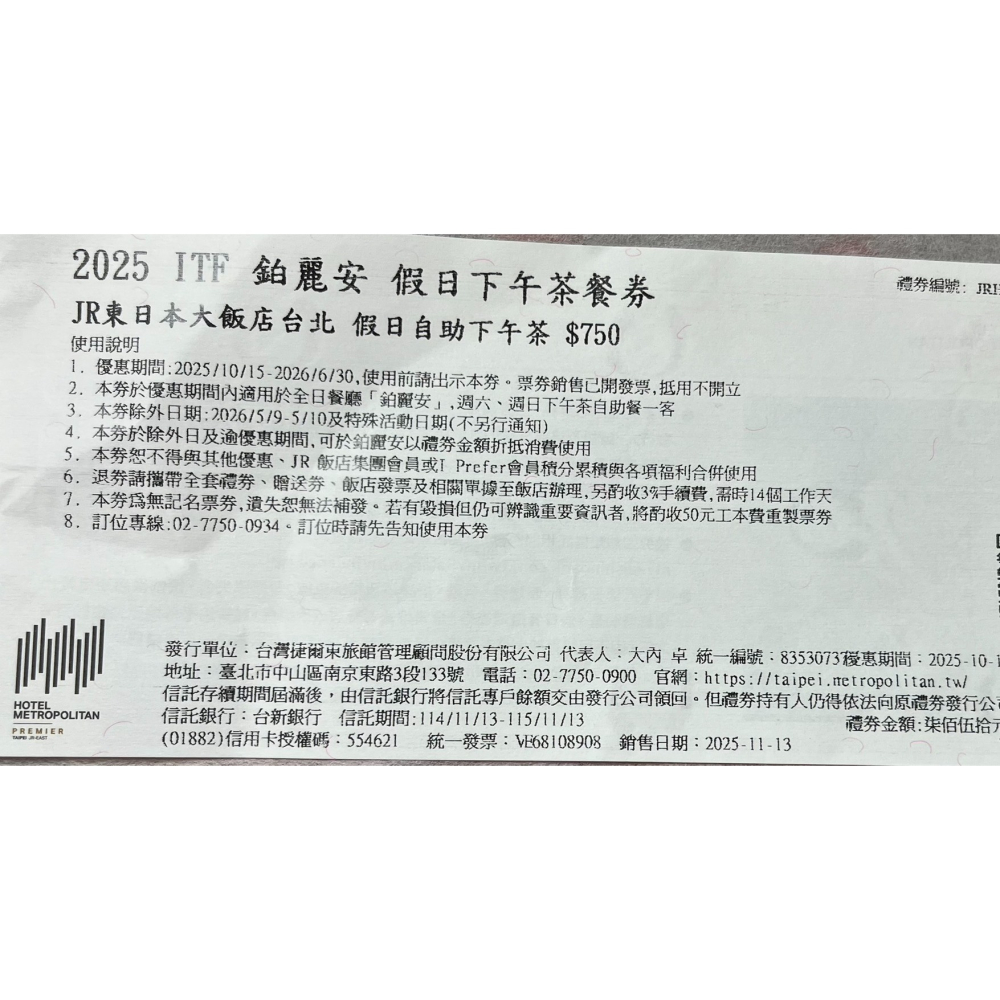 2025 ITF 鉑麗安 假日下午茶餐券
禮券編號: JRE
JR東日本大飯店台北 假日自助下午茶 $750
使用說明
1. 優惠期間:2025/10/15-2026/6/30,使用前請出示本券。票券銷售已開發票,抵用不開立
2. 本券於優惠期間內適用於全日餐廳「鉑麗安」,週六、週日下午茶自助餐一客
3. 本券除外日期:2026/5/9-5/10及特殊活動日期(不另行通知)
4. 本券於除外日及逾優惠期間,可於鉑麗安以禮券金額折抵消費使用
5. 本券恕不得與其他優惠、JR 飯店集團會員或I Prefer會員積分累積與各項福利合併使用
6. 退券請攜帶全套禮券、贈送券、飯店發票及相關單據至飯店辦理,另酌收3%手續費,需時14個工作天
7. 本券為無記名票券,遺失恕無法補發。若有毀損但仍可辨識重要資訊者,將酌收50元工本費重製票券
8. 訂位專線:02-7750-0934。訂位時請先告知使用本券
發行單位：台灣捷爾東旅館管理顧問股份有限公司 代表人：大內 卓 統一編號：83530737優惠期間：2025-10-
地址：臺北市中山區南京東路3段133號 電話：02-7750-0900 官網：https://taipei.metropolitan.tw/
信託存續期間屆滿後，由信託銀行將信託專戶餘額交由發行公司領回。但禮券持有人仍得依法向原禮券發行公
信託銀行：台新銀行 信託期間:114/11/13-115/11/13
禮券金額:柒佰伍拾元
(01882)信用卡授權碼：554621 統一發票：VE68108908 銷售日期：2025-11-13
HOTEL
METROPOLITAN
PREMIER
TAIPEI JR-EAST